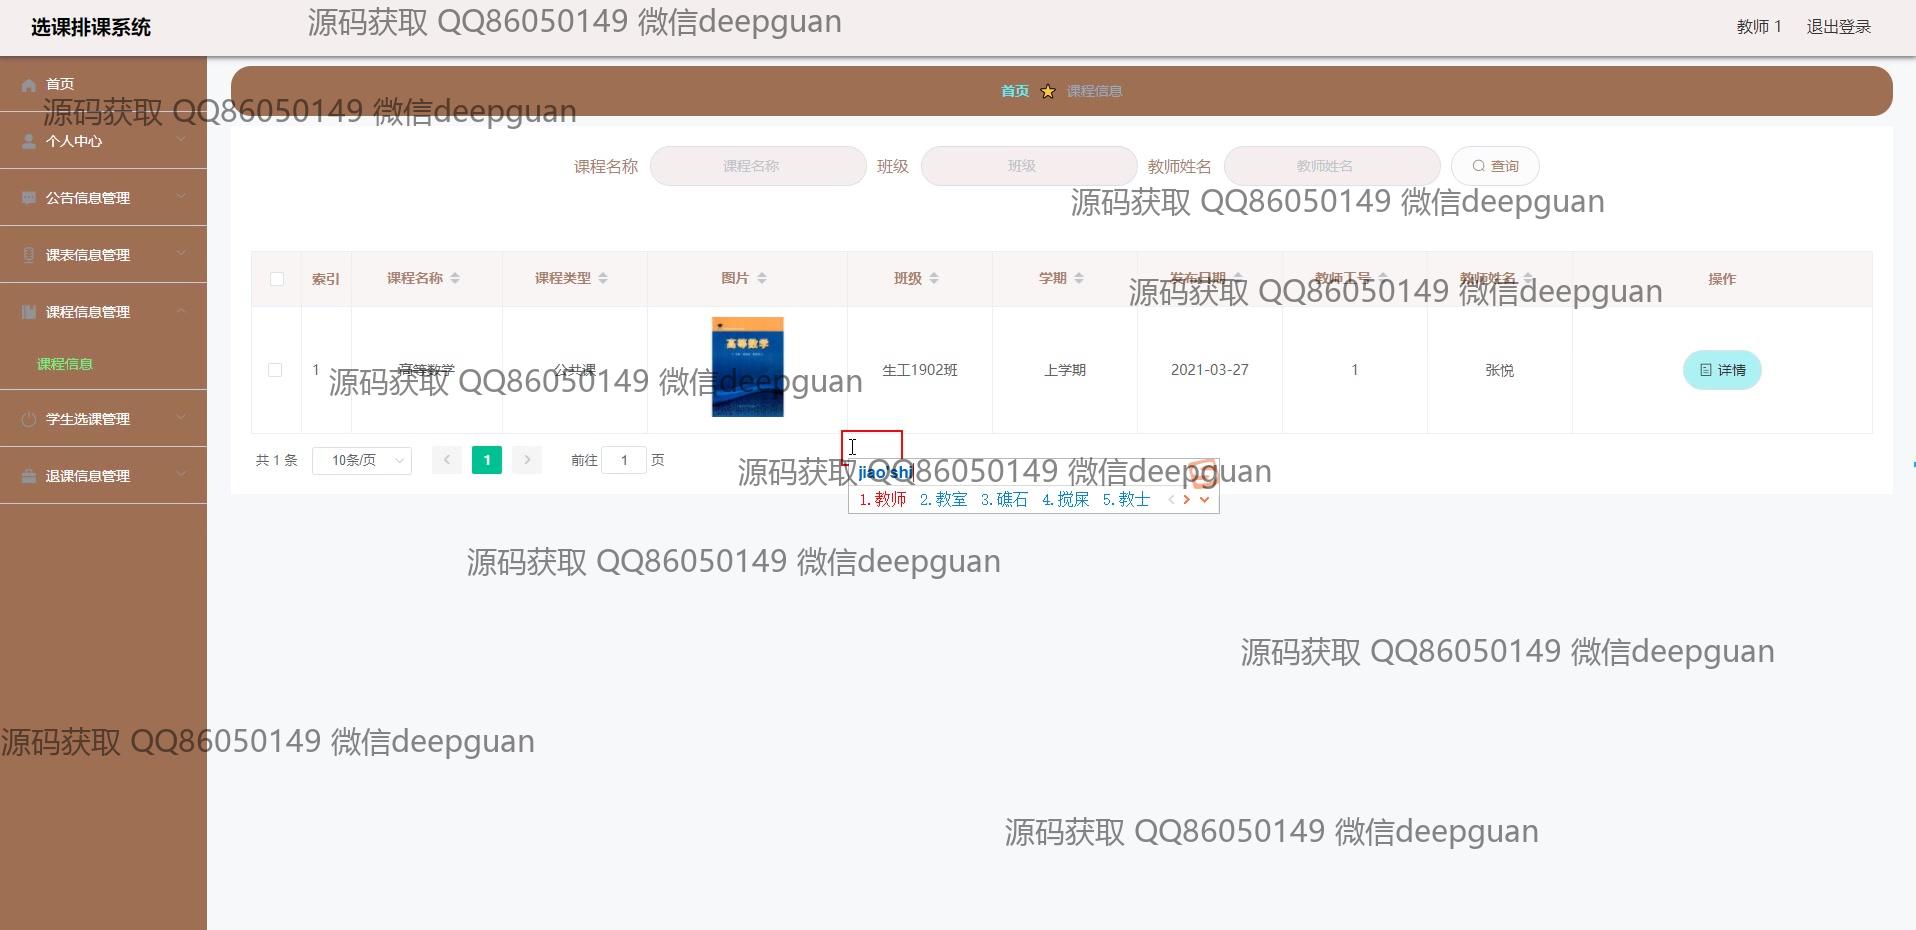 选课排课系统
源码获取 QQ86050149 微信deepguan
教师 1 退出登录
首页
首页 课程信息
源码获取 QQ86050149 微信deepguan
个人中心
课程名称 课程名称 班级 班级 教师姓名 教师姓名 查询
公告信息管理
源码获取 QQ86050149 微信deepguan
课表信息管理
索引 课程名称 课程类型 图片 班级 学期 发布日期 教师工号 教师姓名 操作
源码获取 QQ86050149 微信deepguan
课程信息管理
高等数学
课程信息
1 高等数学 公共课 生工1902班 上学期 2021-03-27 1 张悦 详情
源码获取 QQ86050149 微信deepguan
学生选课管理
共 1 条 10条/页 1 前往 1 页
退课信息管理
源码获取 QQ86050149 微信deepguan
jiao'shi
1.教师 2.教室 3.礁石 4.搅屎 5.教士
源码获取 QQ86050149 微信deepguan
源码获取 QQ86050149 微信deepguan
源码获取 QQ86050149 微信deepguan
源码获取 QQ86050149 微信deepguan